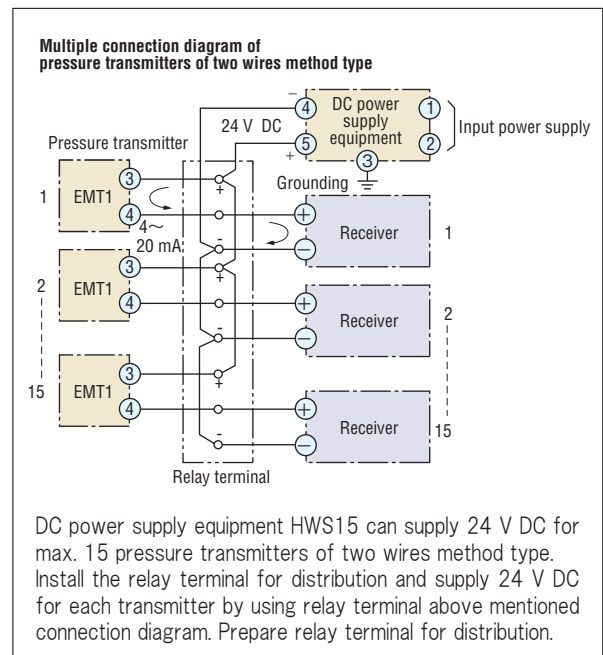 Multiple connection diagram of
pressure transmitters of two wires method type
− 4 DC power supply equipment 1
24 V DC
+ 5 2 Input power supply
3
Grounding
Pressure transmitter
1 EMT1 3 +
4 + Receiver 1
4～
20 mA - −
2 EMT1 3 +
4 + Receiver 2
- −
15 EMT1 3 +
4 + Receiver 15
- −
Relay terminal
DC power supply equipment HWS15 can supply 24 V DC for
max. 15 pressure transmitters of two wires method type.
Install the relay terminal for distribution and supply 24 V DC
for each transmitter by using relay terminal above mentioned
connection diagram. Prepare relay terminal for distribution.